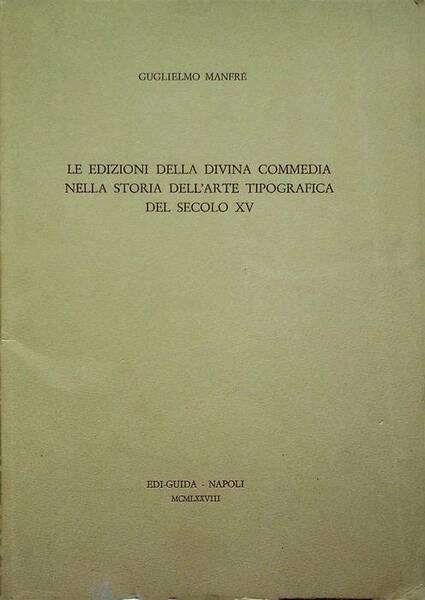 GUGLIELMO MANFRÉ
LE EDIZIONI DELLA DIVINA COMMEDIA
NELLA STORIA DELL'ARTE TIPOGRAFICA
DEL SECOLO XV
EDI-GUIDA - NAPOLI
MCMLXXVIII